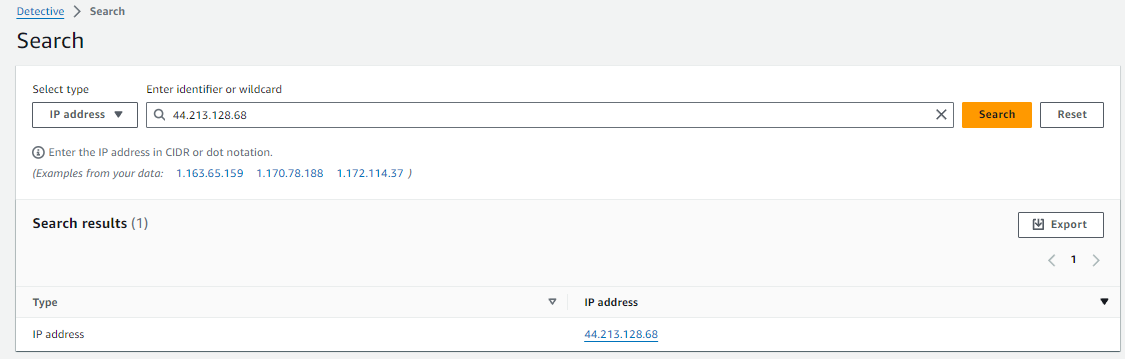 Detective > Search
Search
Select type Enter identifier or wildcard
IP address 44.213.128.68 Search Reset
Enter the IP address in CIDR or dot notation.
(Examples from your data: 1.163.65.159 1.170.78.188 1.172.114.37 )
Search results (1) Export
1
Type IP address
IP address 44.213.128.68